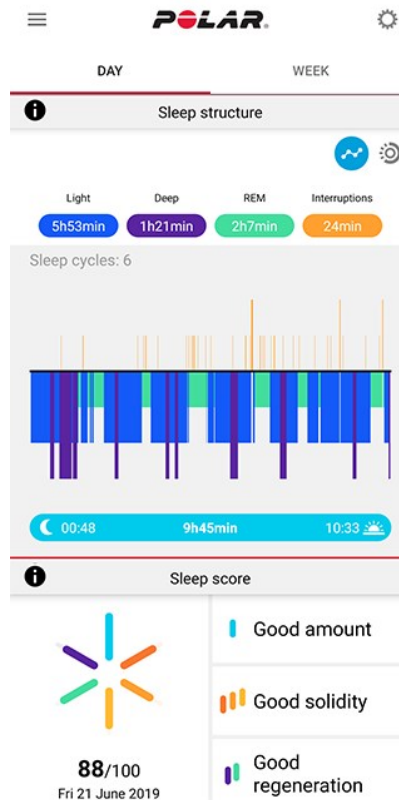 POLAR.
DAY WEEK
Sleep structure
Light Deep REM Interruptions
5h53min 1h21min 2h7min 24min
Sleep cycles: 6
00:48 9h45min 10:33
Sleep score
Good amount
Good solidity
Good
regeneration
88/100
Fri 21 June 2019